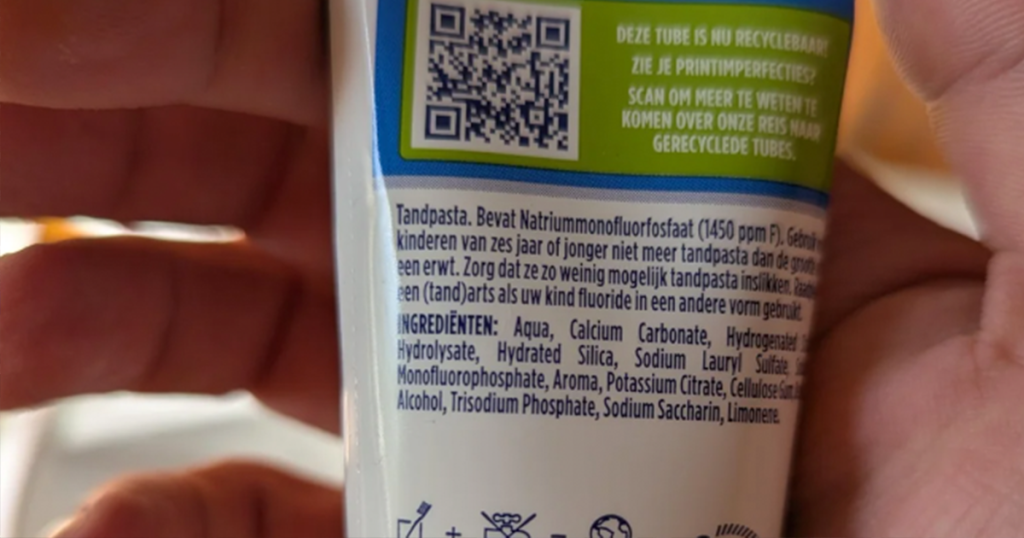 DEZE TUBE IS NU RECYCLEBAAR!
ZIE JE PRINTIMPERFECTIES?
SCAN OM MEER TE WETEN TE
KOMEN OVER ONZE REIS NAAR
GERECYCLEDE TUBES.
Tandpasta. Bevat Natriummonofluorfosfaat (1450 ppm F). Gebruik
kinderen van zes jaar of jonger niet meer tandpasta dan de grootte
een erwt. Zorg dat ze zo weinig mogelijk tandpasta inslikken.
een (tand)arts als uw kind fluoride in een andere vorm gebruikt.
INGREDIËNTEN: Aqua, Calcium Carbonate, Hydrogenated
Hydrolysate, Hydrated Silica, Sodium Lauryl Sulfate,
Monofluorophosphate, Aroma, Potassium Citrate, Cellulose Gum,
Alcohol, Trisodium Phosphate, Sodium Saccharin, Limonene.